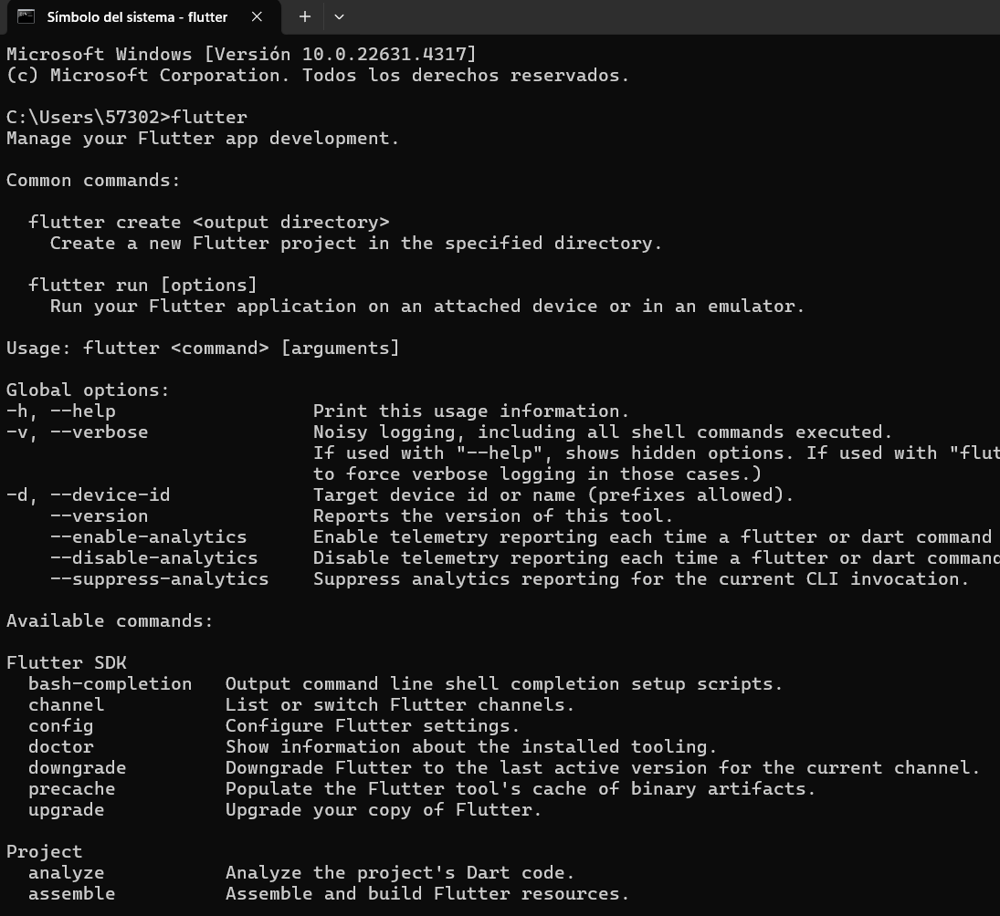 Símbolo del sistema - flutter
Microsoft Windows [Versión 10.0.22631.4317]
(c) Microsoft Corporation. Todos los derechos reservados.
C:\Users\57302>flutter
Manage your Flutter app development.
Common commands:
  flutter create <output directory>
    Create a new Flutter project in the specified directory.
  flutter run [options]
    Run your Flutter application on an attached device or in an emulator.
Usage: flutter <command> [arguments]
Global options:
-h, --help                  Print this usage information.
-v, --verbose               Noisy logging, including all shell commands executed.
                            If used with "--help", shows hidden options. If used with "flut
                            to force verbose logging in those cases.)
-d, --device-id             Target device id or name (prefixes allowed).
    --version               Reports the version of this tool.
    --enable-analytics      Enable telemetry reporting each time a flutter or dart command
    --disable-analytics     Disable telemetry reporting each time a flutter or dart command
    --suppress-analytics    Suppress analytics reporting for the current CLI invocation.
Available commands:
Flutter SDK
  bash-completion   Output command line shell completion setup scripts.
  channel           List or switch Flutter channels.
  config            Configure Flutter settings.
  doctor            Show information about the installed tooling.
  downgrade         Downgrade Flutter to the last active version for the current channel.
  precache          Populate the Flutter tool's cache of binary artifacts.
  upgrade           Upgrade your copy of Flutter.
Project
  analyze           Analyze the project's Dart code.
  assemble          Assemble and build Flutter resources.